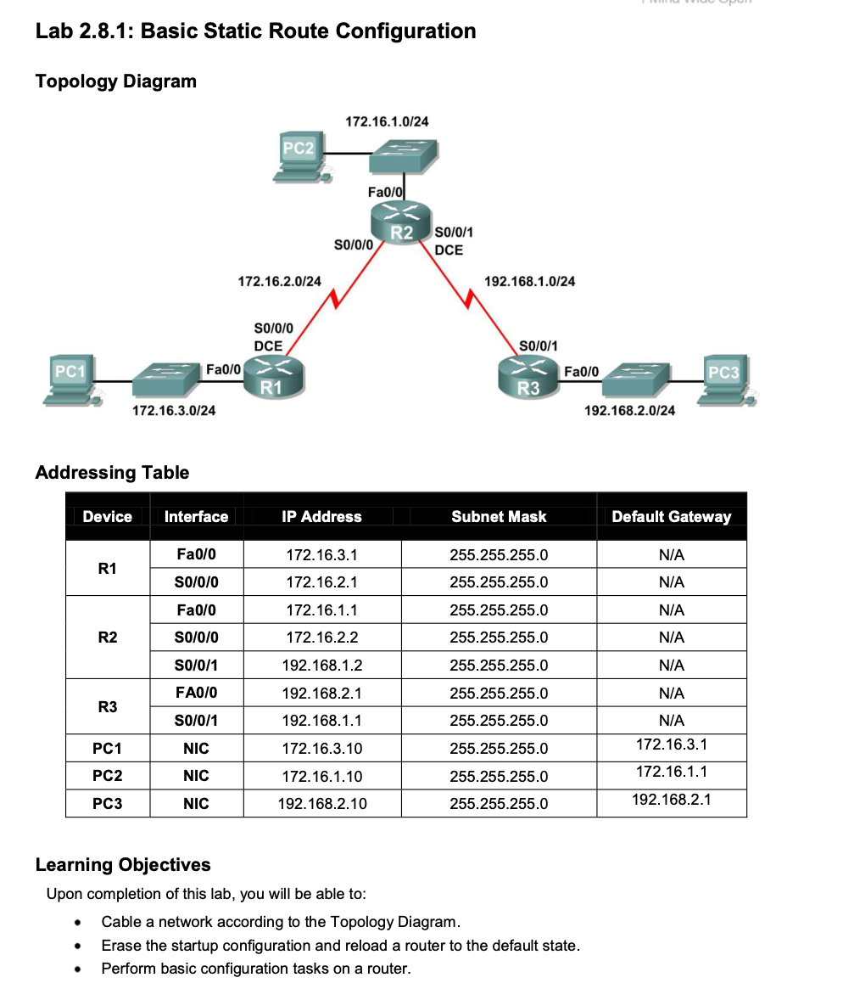 Lab 2.8.1: Basic Static Route Configuration
Topology Diagram
172.16.1.0/24
PC2
Fa0/0
R2
S0/0/1
DCE
S0/0/0
172.16.2.0/24
192.168.1.0/24
S0/0/0
DCE
S0/0/1
PC1
Fa0/0
R1
R3
Fa0/0
PC3
172.16.3.0/24
192.168.2.0/24
Addressing Table
Device Interface IP Address Subnet Mask Default Gateway
R1 Fa0/0 172.16.3.1 255.255.255.0 N/A
S0/0/0 172.16.2.1 255.255.255.0 N/A
R2 Fa0/0 172.16.1.1 255.255.255.0 N/A
S0/0/0 172.16.2.2 255.255.255.0 N/A
S0/0/1 192.168.1.2 255.255.255.0 N/A
R3 FA0/0 192.168.2.1 255.255.255.0 N/A
S0/0/1 192.168.1.1 255.255.255.0 N/A
PC1 NIC 172.16.3.10 255.255.255.0 172.16.3.1
PC2 NIC 172.16.1.10 255.255.255.0 172.16.1.1
PC3 NIC 192.168.2.10 255.255.255.0 192.168.2.1
Learning Objectives
Upon completion of this lab, you will be able to:
• Cable a network according to the Topology Diagram.
• Erase the startup configuration and reload a router to the default state.
• Perform basic configuration tasks on a router.